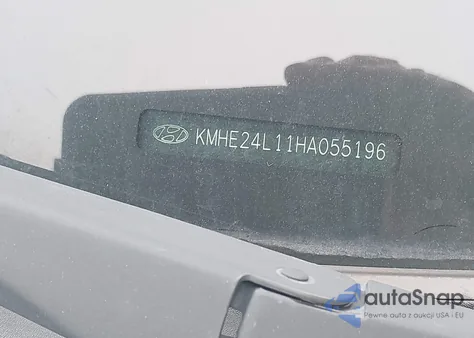 KMHE24L11HA055196
autaSnap
Pewne auta z aukcji USA i EU